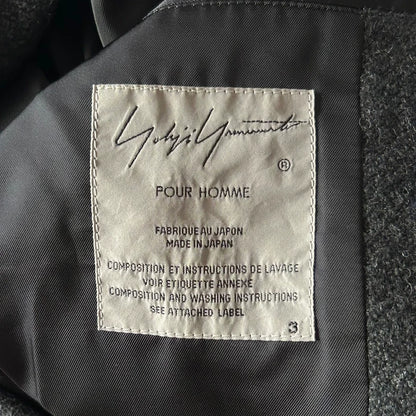 Yohji Yamamoto
®
POUR HOMME
FABRIQUE AU JAPON
MADE IN JAPAN
COMPOSITION ET INSTRUCTIONS DE LAVAGE
VOIR ETIQUETTE ANNEXÉ
COMPOSITION AND WASHING INSTRUCTIONS
SEE ATTACHED LABEL
3